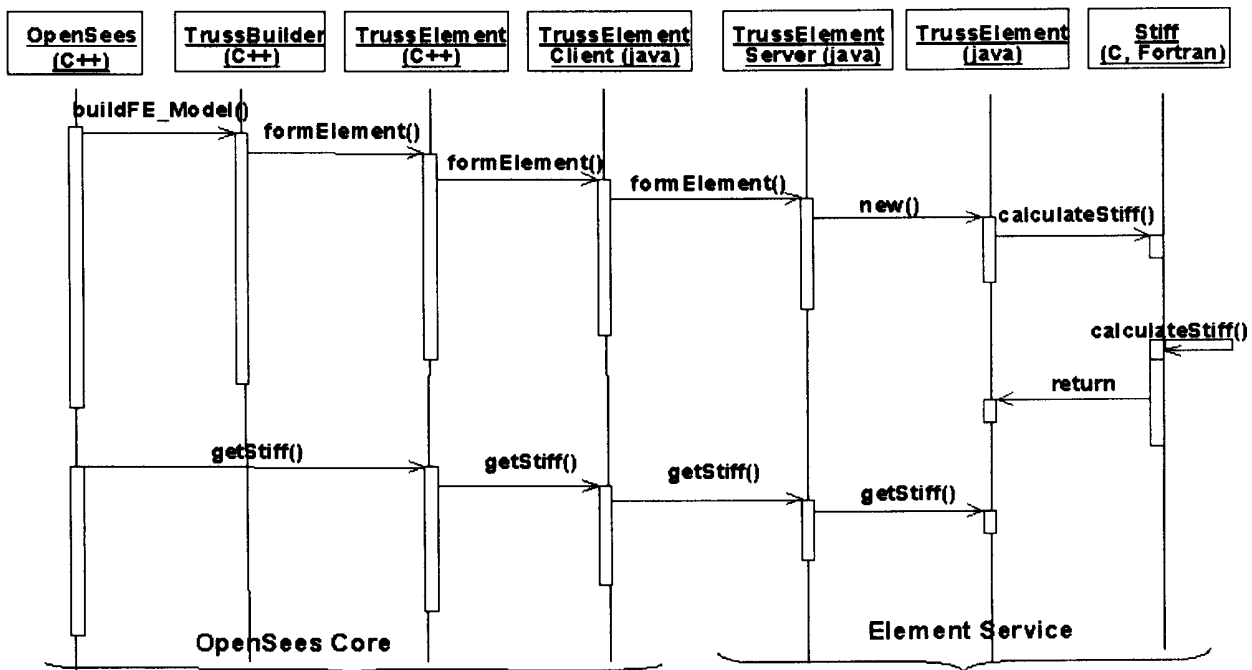 OpenSees
(C++)
TrussBuilder
(C++)
TrussElement
(C++)
TrussElement
Client (java)
TrussElement
Server (java)
TrussElement
(java)
Stiff
(C, Fortran)
buildFE_Model()
formElement()
formElement()
formElement()
new()
calculateStiff()
calculateStiff()
return
getStiff()
getStiff()
getStiff()
getStiff()
OpenSees Core
Element Service